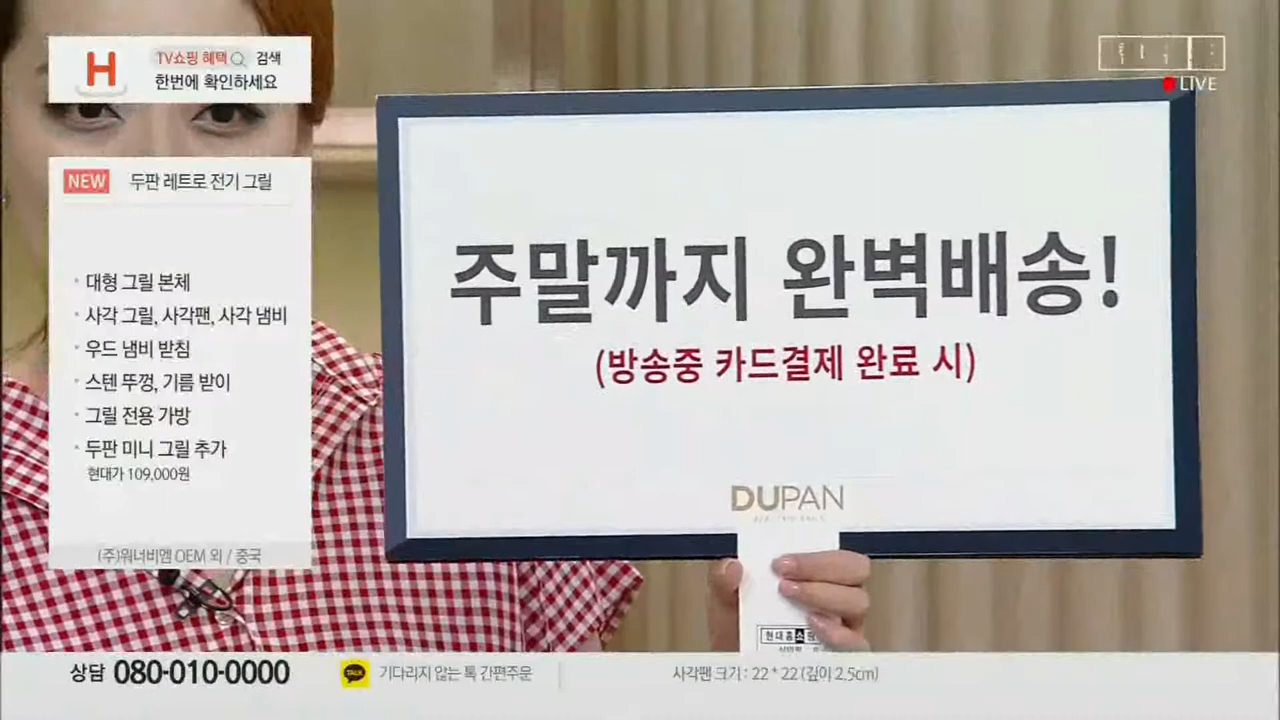 H
TV쇼핑 혜택 검색
한번에 확인하세요
LIVE
NEW 두판 레트로 전기 그릴
· 대형 그릴 본체
· 사각 그릴, 사각팬, 사각 냄비
· 우드 냄비 받침
· 스텐 뚜껑, 기름 받이
· 그릴 전용 가방
· 두판 미니 그릴 추가
현대가 109,000원
(주)워너비엠 OEM 외 / 중국
주말까지 완벽배송!
(방송중 카드결제 완료 시)
DUPAN
현대홈쇼핑
상담 080-010-0000
TALK 기다리지 않는 톡 간편주문
사각팬 크기 : 22 * 22 (깊이 2.5cm)